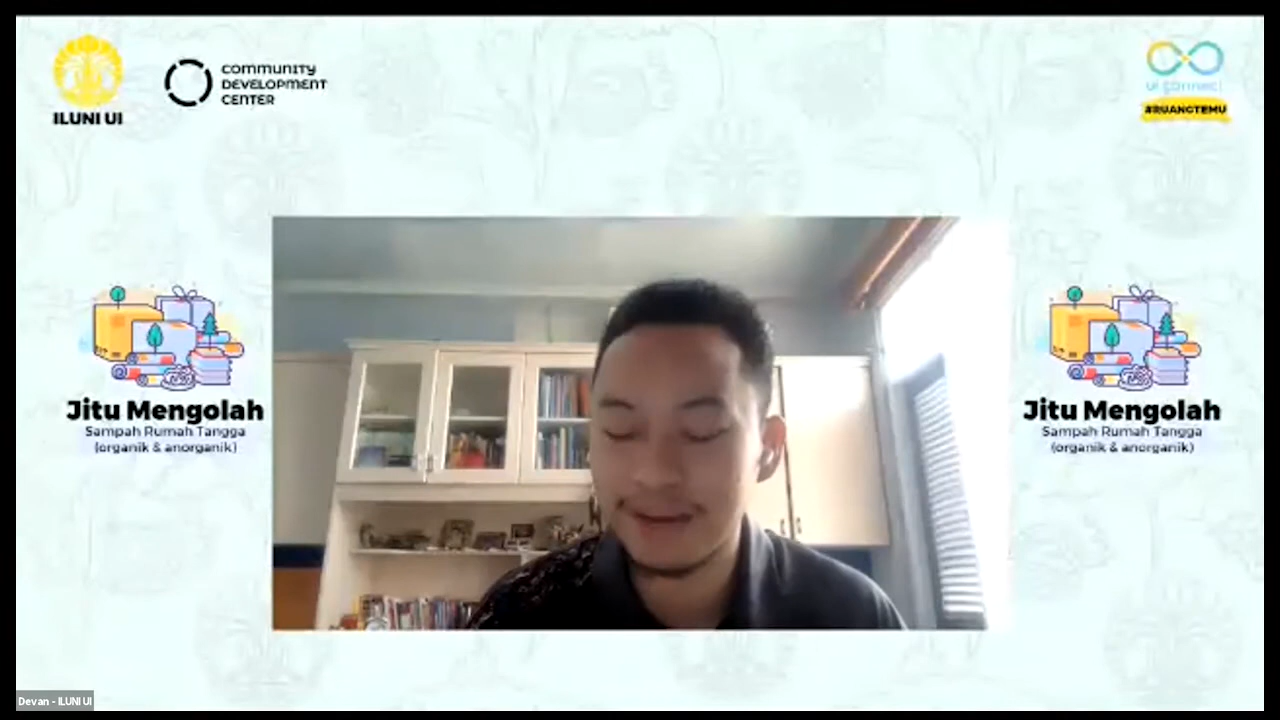 ILUNI UI
COMMUNITY
DEVELOPMENT
CENTER
ui connect
#RUANGTEMU
Jitu Mengolah
Sampah Rumah Tangga
(organik & anorganik)
Jitu Mengolah
Sampah Rumah Tangga
(organik & anorganik)
Devan - ILUNI UI